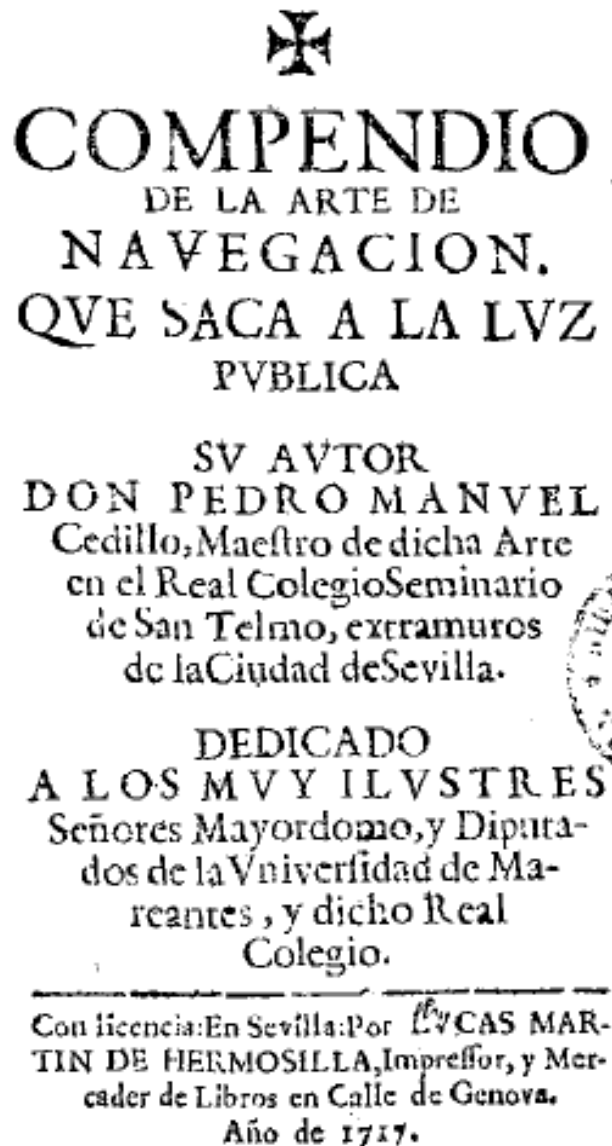 COMPENDIO
DE LA ARTE DE
NAVEGACION.
QVE SACA A LA LVZ
PVBLICA
SV AVTOR
DON PEDRO MANVEL
Cedillo, Maeſtro de dicha Arte
en el Real Colegio Seminario
de San Telmo, extramuros
de la Ciudad de Sevilla.
DEDICADO
A LOS MVY ILVSTRES
Señores Mayordomo, y Diputa-
dos de la Vniverſidad de Ma-
reantes, y dicho Real
Colegio.
Con licencia: En Sevilla: Por LVCAS MAR-
TIN DE HERMOSILLA, Impreſſor, y Mer-
cader de Libros en Calle de Genova.
Año de 1717.